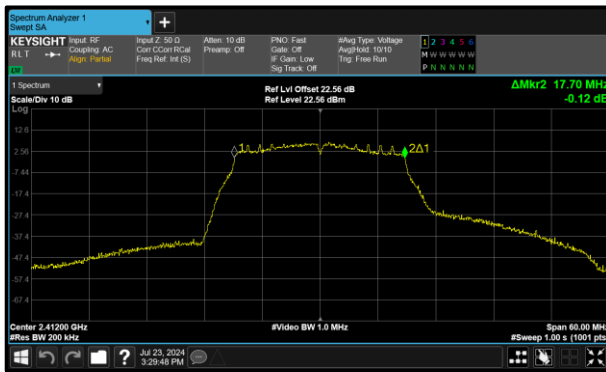 Spectrum Analyzer 1
Swept SA
KEYSIGHT
RLT
Input: RF
Coupling: AC
Align: Partial
Input Z: 50 Ω
Corr CCorr RCal
Freq Ref: Int (S)
Atten: 10 dB
Preamp: Off
PNO: Fast
Gate: Off
IF Gain: Low
Sig Track: Off
#Avg Type: Voltage
Avg|Hold: 10/10
Trig: Free Run
1 2 3 4 5 6
M W W W W W
P N N N N N
1 Spectrum
Scale/Div 10 dB
Ref Lvl Offset 22.56 dB
Ref Level 22.56 dBm
ΔMkr2 17.70 MHz
-0.12 dB
Log
12.6
2.56
-7.44
-17.4
-27.4
-37.4
-47.4
-57.4
-67.4
1
2Δ1
Center 2.41200 GHz
#Res BW 200 kHz
#Video BW 1.0 MHz
Span 60.00 MHz
#Sweep 1.00 s (1001 pts)
?
Jul 23, 2024
3:29:48 PM